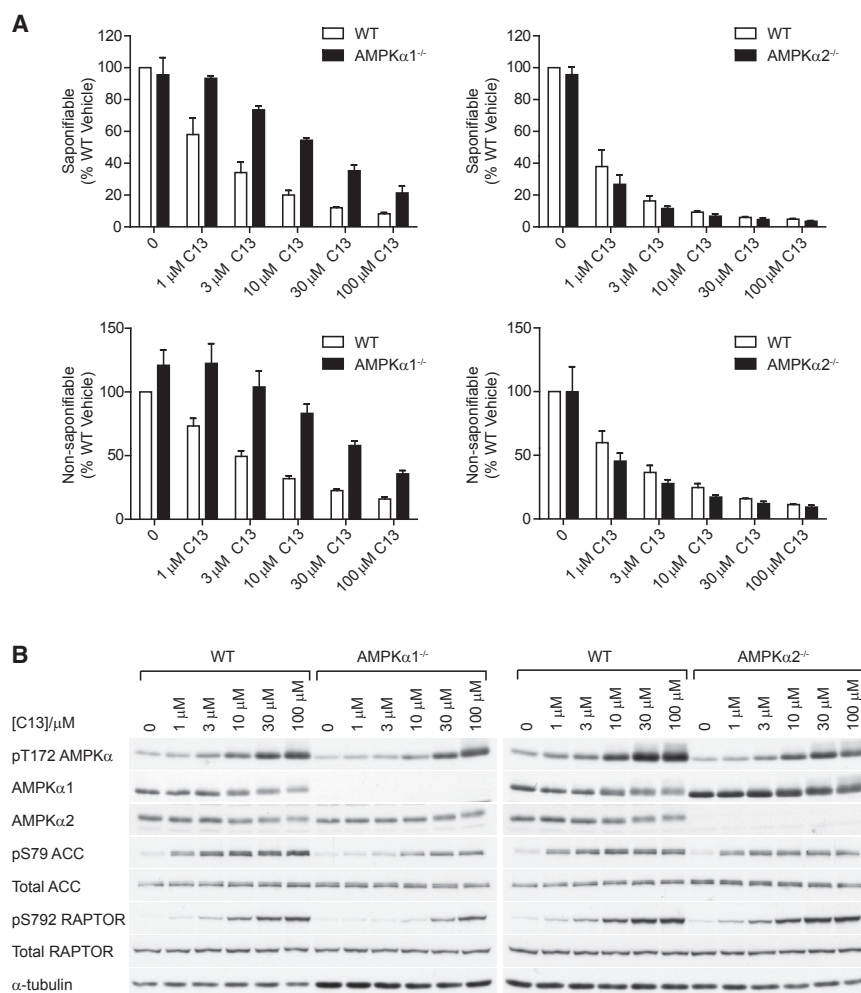 A
WT
AMPKα1-/-
Saponifiable
(% WT Vehicle)
120
100
80
60
40
20
0
0
1 μM C13
3 μM C13
10 μM C13
30 μM C13
100 μM C13
WT
AMPKα2-/-
Saponifiable
(% WT Vehicle)
120
100
80
60
40
20
0
0
1 μM C13
3 μM C13
10 μM C13
30 μM C13
100 μM C13
WT
AMPKα1-/-
Non-saponifiable
(% WT Vehicle)
150
100
50
0
0
1 μM C13
3 μM C13
10 μM C13
30 μM C13
100 μM C13
WT
AMPKα2-/-
Non-saponifiable
(% WT Vehicle)
150
100
50
0
0
1 μM C13
3 μM C13
10 μM C13
30 μM C13
100 μM C13
B
WT AMPKα1-/- WT AMPKα2-/-
[C13]/μM 0 1 μM 3 μM 10 μM 30 μM 100 μM 0 1 μM 3 μM 10 μM 30 μM 100 μM 0 1 μM 3 μM 10 μM 30 μM 100 μM 0 1 μM 3 μM 10 μM 30 μM 100 μM
pT172 AMPKα
AMPKα1
AMPKα2
pS79 ACC
Total ACC
pS792 RAPTOR
Total RAPTOR
α-tubulin